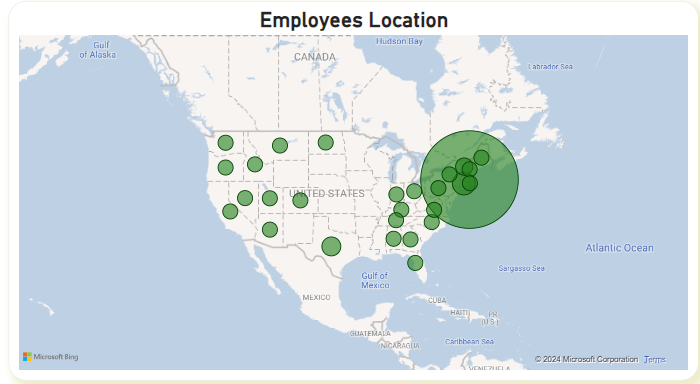 Employees Location
Gulf
of Alaska
Hudson Bay
CANADA
Labrador Sea
UNITED STATES
Atlantic Ocean
Gulf of
Mexico
Sargasso Sea
MEXICO
CUBA
HAITI
PR
(U.S.)
GUATEMALA
Caribbean Sea
NICARAGUA
Microsoft Bing
© 2024 Microsoft Corporation Terms
VENEZUELA